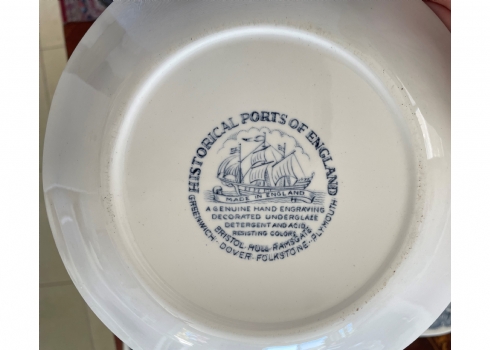 HISTORICAL PORTS OF ENGLAND
MADE IN ENGLAND
A GENUINE HAND ENGRAVING
DECORATED UNDERGLAZE
DETERGENT AND ACID
RESISTING COLORS
BRISTOL - HULL - RAMSGATE
GREENWICH - DOVER - FOLKSTONE - PLYMOUTH